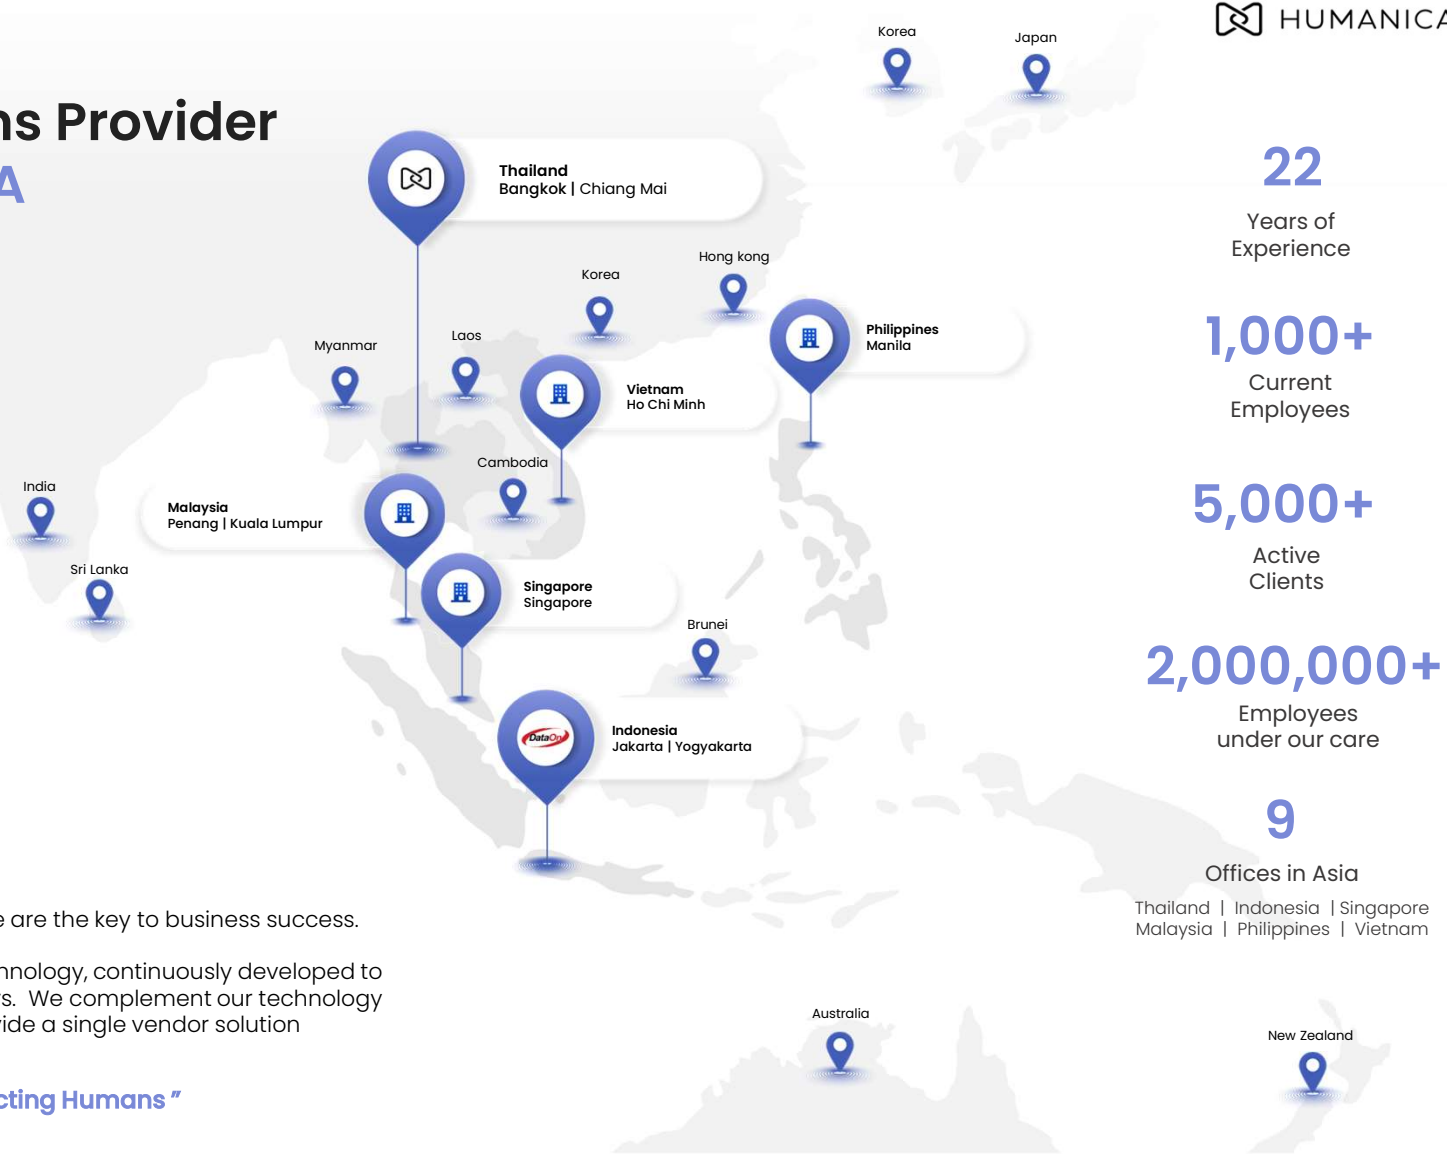 HUMANICA
Korea
Japan
ns Provider
A
Thailand
Bangkok | Chiang Mai
Hong kong
Korea
Myanmar
Laos
Philippines
Manila
Vietnam
Ho Chi Minh
Cambodia
India
Malaysia
Penang | Kuala Lumpur
Sri Lanka
Singapore
Singapore
Brunei
DataOn
Indonesia
Jakarta | Yogyakarta
22
Years of
Experience
1,000+
Current
Employees
5,000+
Active
Clients
2,000,000+
Employees
under our care
9
Offices in Asia
Thailand | Indonesia | Singapore
Malaysia | Philippines | Vietnam
e are the key to business success.
hnology, continuously developed to
rs. We complement our technology
vide a single vendor solution
cting Humans ”
Australia
New Zealand